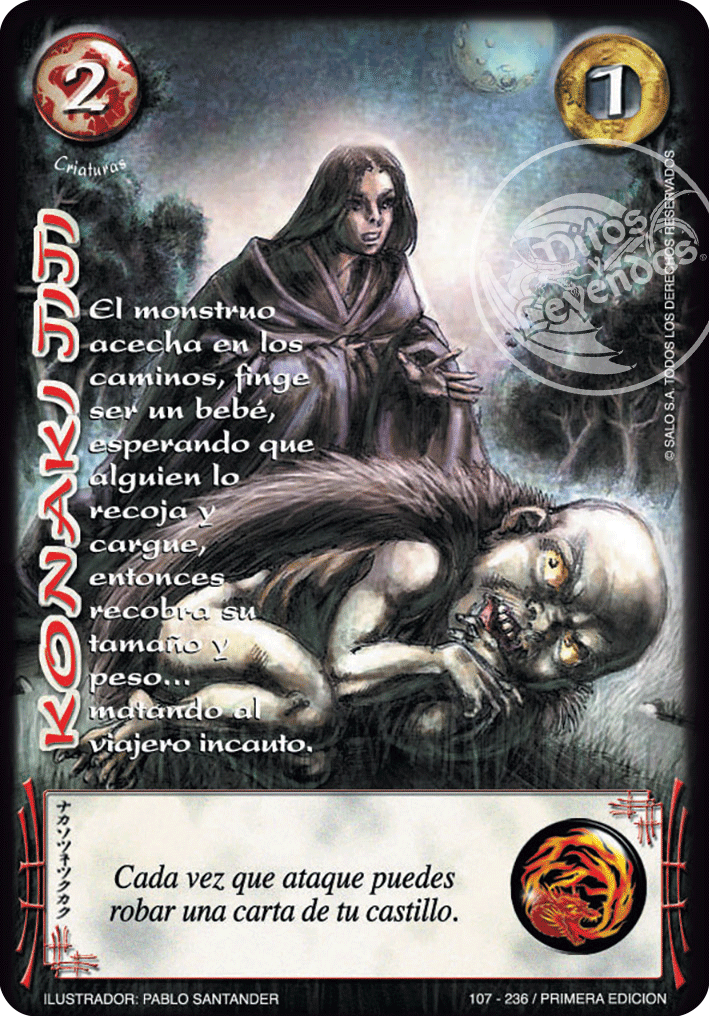 2
1
Criaturas
KONAKI JIJI
El monstruo
acecha en los
caminos, finge
ser un bebé,
esperando que
alguien lo
recoja y
cargue,
entonces
recobra su
tamaño y
peso...
matando al
viajero incauto.
Mitos
y
Leyendas
®
© SALO S.A. TODOS LOS DERECHOS RESERVADOS
ナカソツネツクカク
Cada vez que ataque puedes
robar una carta de tu castillo.
ILUSTRADOR: PABLO SANTANDER
107 - 236 / PRIMERA EDICION